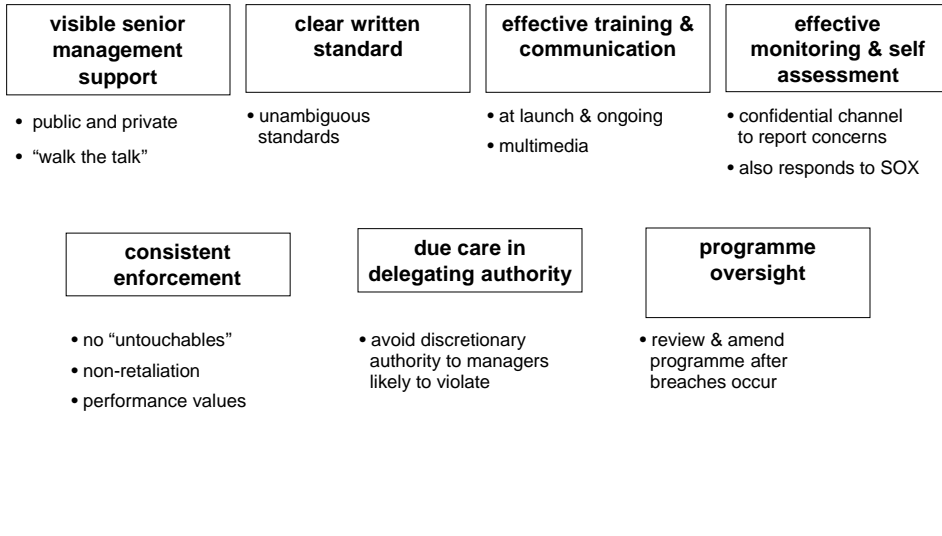 visible senior
management
support
• public and private
• “walk the talk”
clear written
standard
• unambiguous
standards
effective training &
communication
• at launch & ongoing
• multimedia
effective
monitoring & self
assessment
• confidential channel
to report concerns
• also responds to SOX
consistent
enforcement
• no “untouchables”
• non-retaliation
• performance values
due care in
delegating authority
• avoid discretionary
authority to managers
likely to violate
programme
oversight
• review & amend
programme after
breaches occur